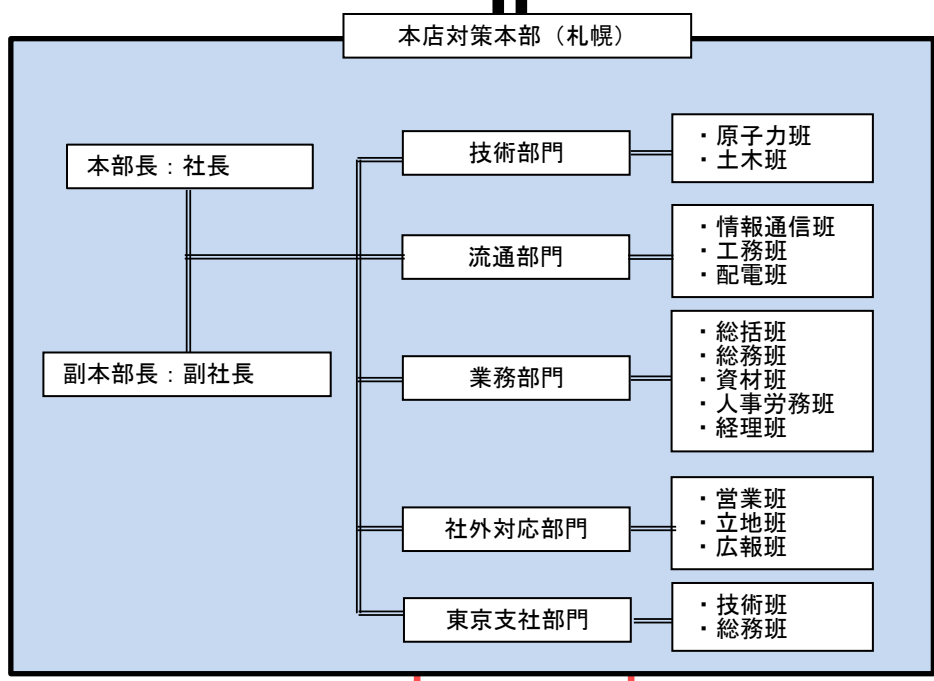 本店対策本部（札幌）
本部長：社長
副本部長：副社長
技術部門
・原子力班
・土木班
流通部門
・情報通信班
・工務班
・配電班
業務部門
・総括班
・総務班
・資材班
・人事労務班
・経理班
社外対応部門
・営業班
・立地班
・広報班
東京支社部門
・技術班
・総務班